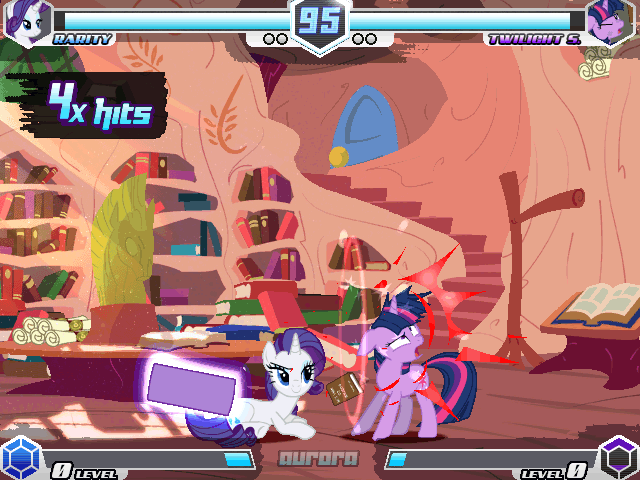 95
RARITY
TWILIGHT S.
4x hits
0 LEVEL
aurora
LEVEL 0